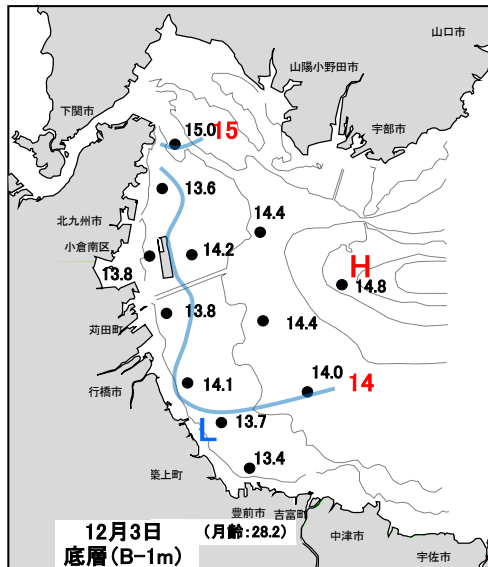 山口市
山陽小野田市
下関市
宇部市
15.0
15
13.6
北九州市
14.4
小倉南区
14.2
13.8
H
14.8
13.8
苅田町
14.4
14.0
14
行橋市
14.1
13.7
L
13.4
築上町
豊前市
吉富町
12月3日
(月齢:28.2)
中津市
底層(B-1m)
宇佐市